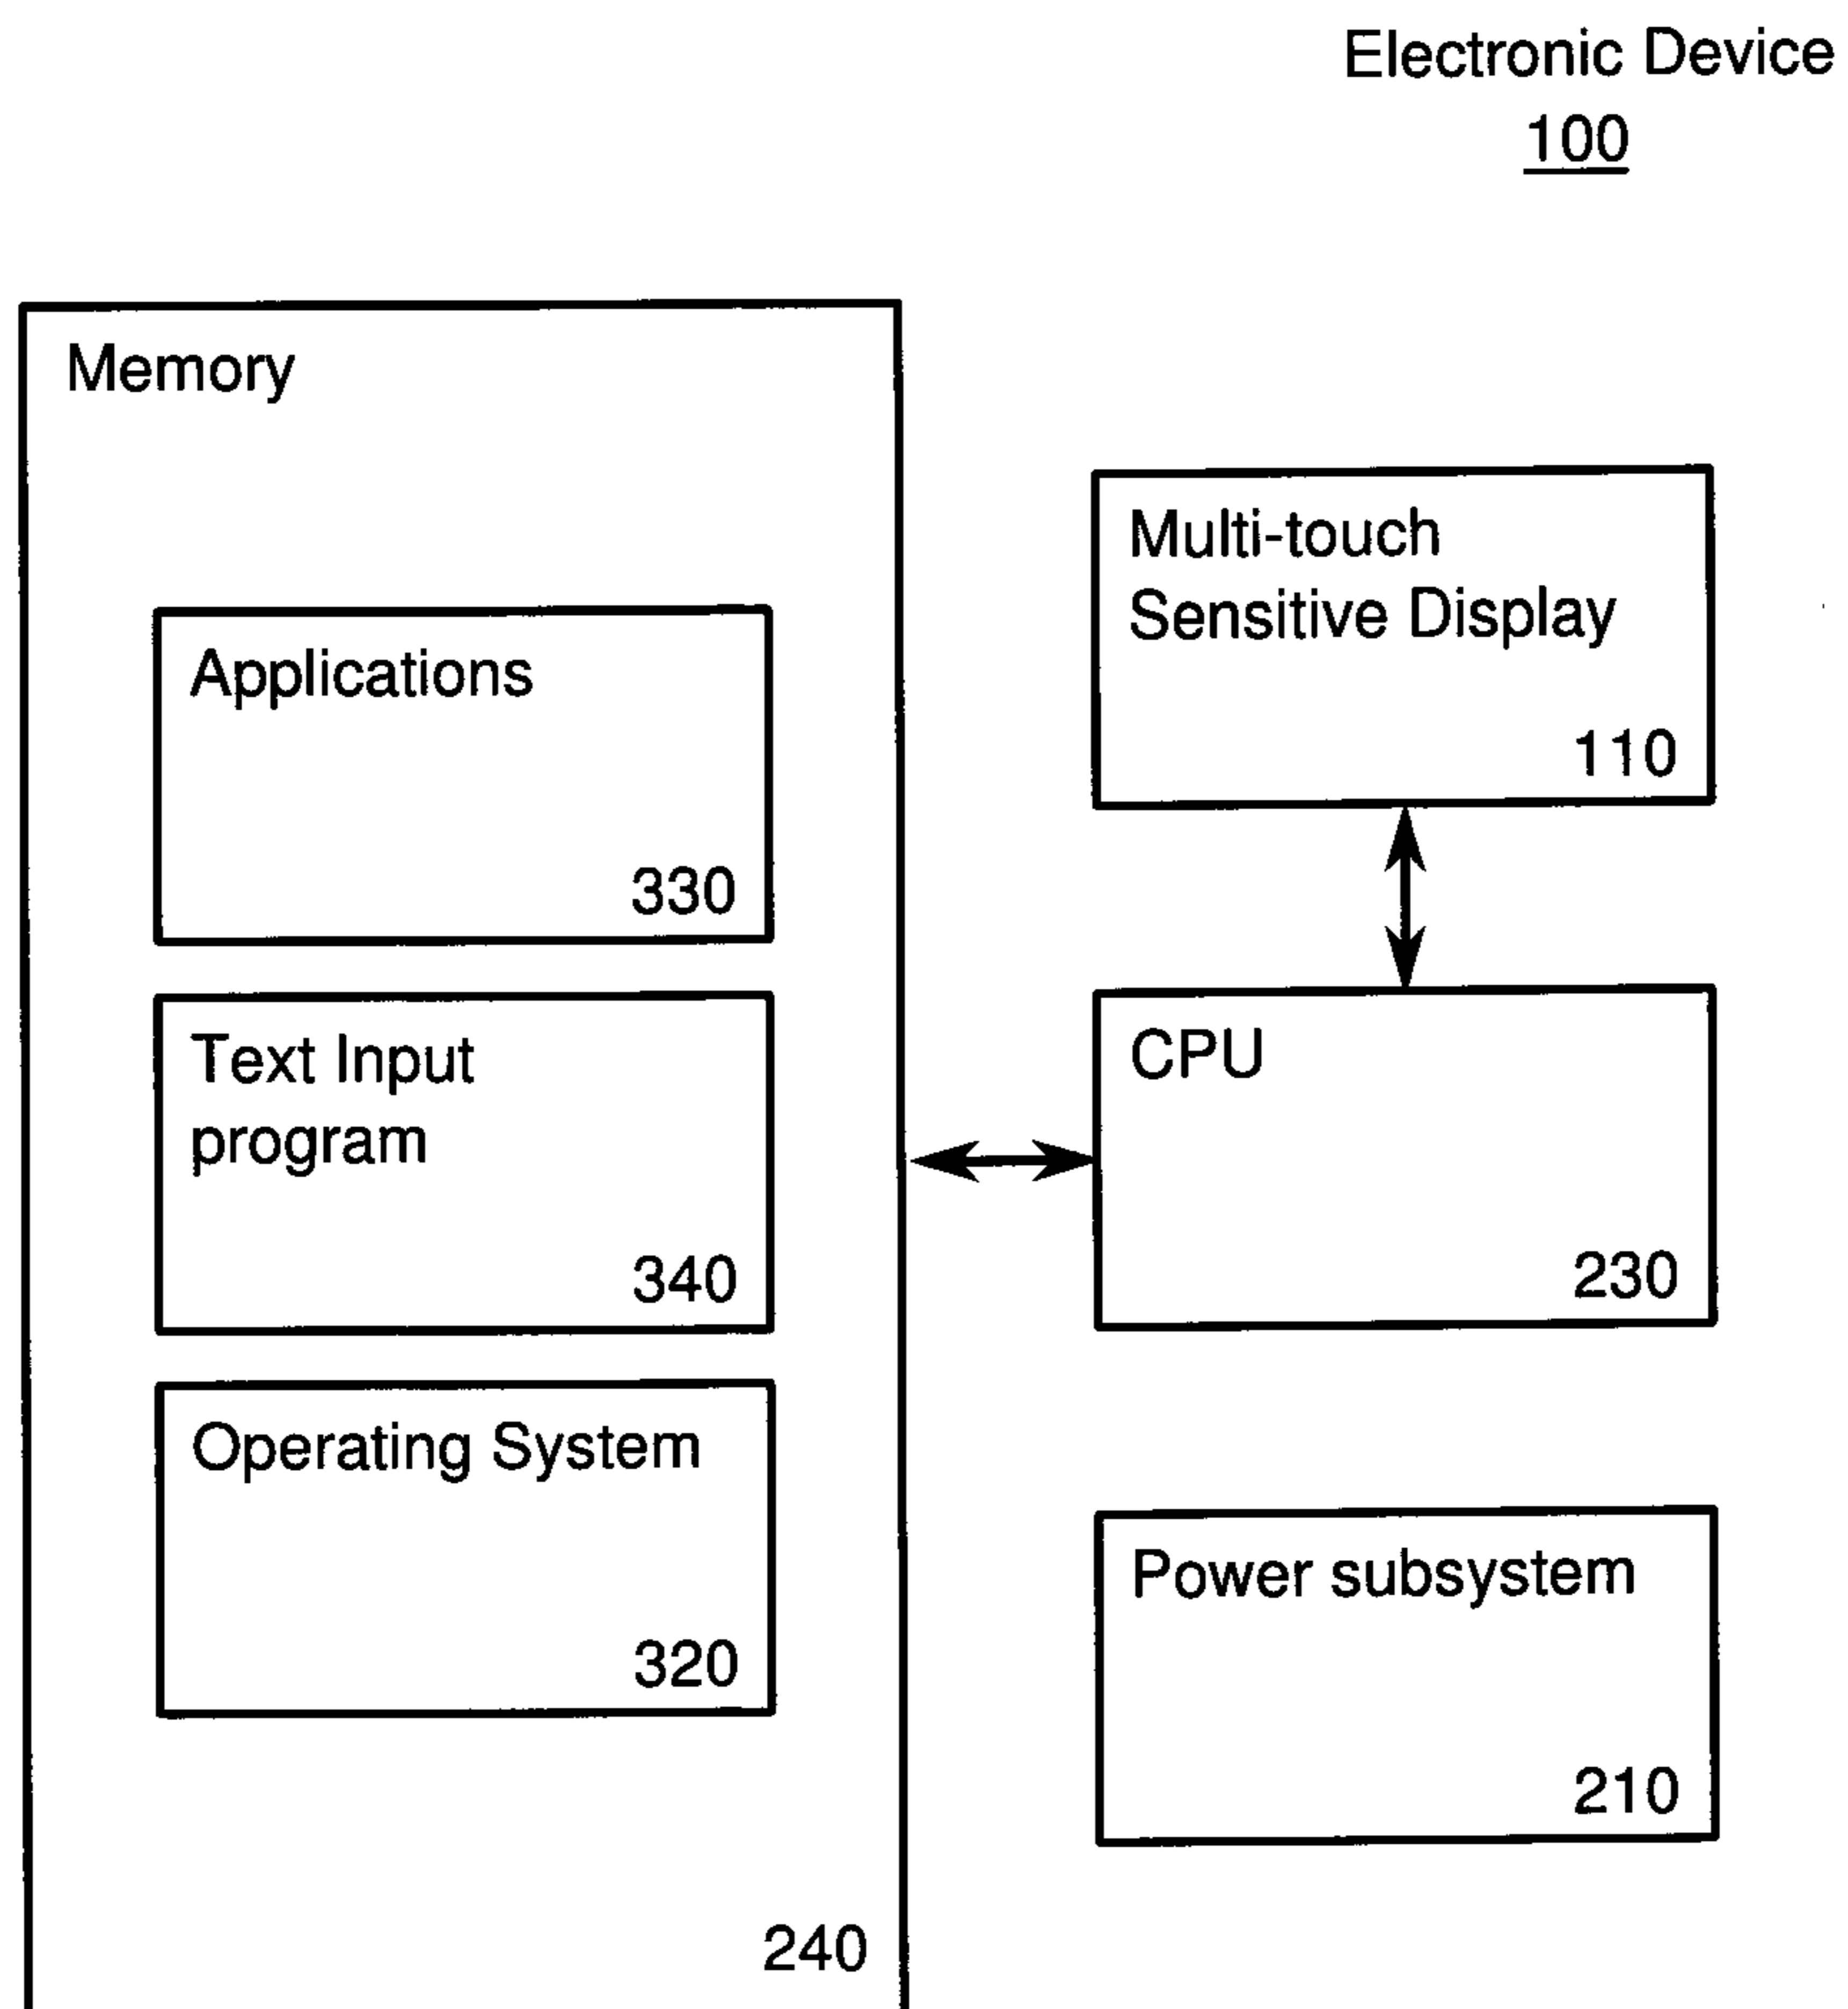 Electronic Device
100
Memory
Applications
330
Text Input
program
340
Operating System
320
240
Multi-touch
Sensitive Display
110
CPU
230
Power subsystem
210